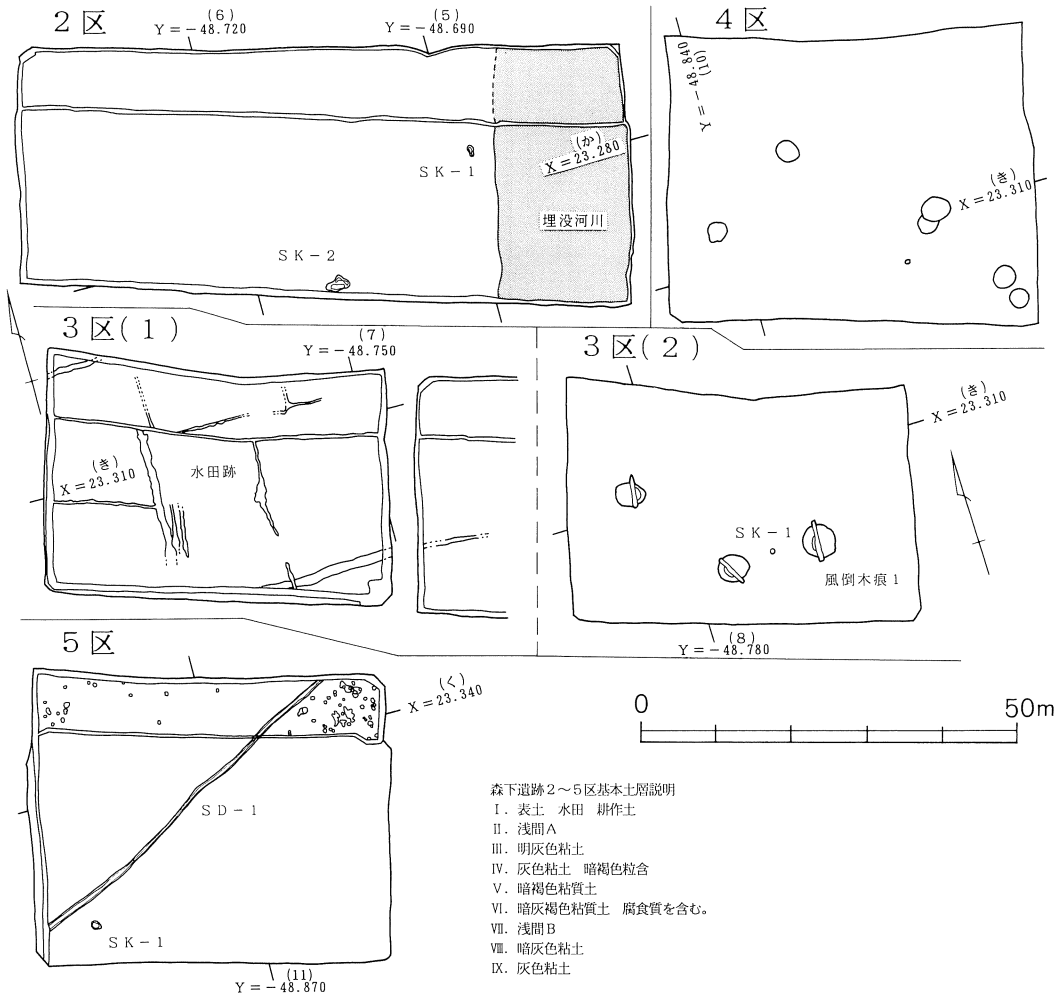 2区
(6)
Y=-48.720
(5)
Y=-48.690
SK-1
(か)
X=23.280
埋没河川
SK-2
4区
(10)
Y=-48.840
(き)
X=23.310
3区(1)
(7)
Y=-48.750
(き)
X=23.310
水田跡
3区(2)
(き)
X=23.310
SK-1
風倒木痕1
(8)
Y=-48.780
5区
(く)
X=23.340
SD-1
SK-1
(11)
Y=-48.870
0 50m
森下遺跡2～5区基本土層説明
Ⅰ. 表土 水田 耕作土
Ⅱ. 浅間A
Ⅲ. 明灰色粘土
Ⅳ. 灰色粘土 暗褐色粒含
Ⅴ. 暗褐色粘質土
Ⅵ. 暗灰褐色粘質土 腐食質を含む。
Ⅶ. 浅間B
Ⅷ. 暗灰色粘土
Ⅸ. 灰色粘土